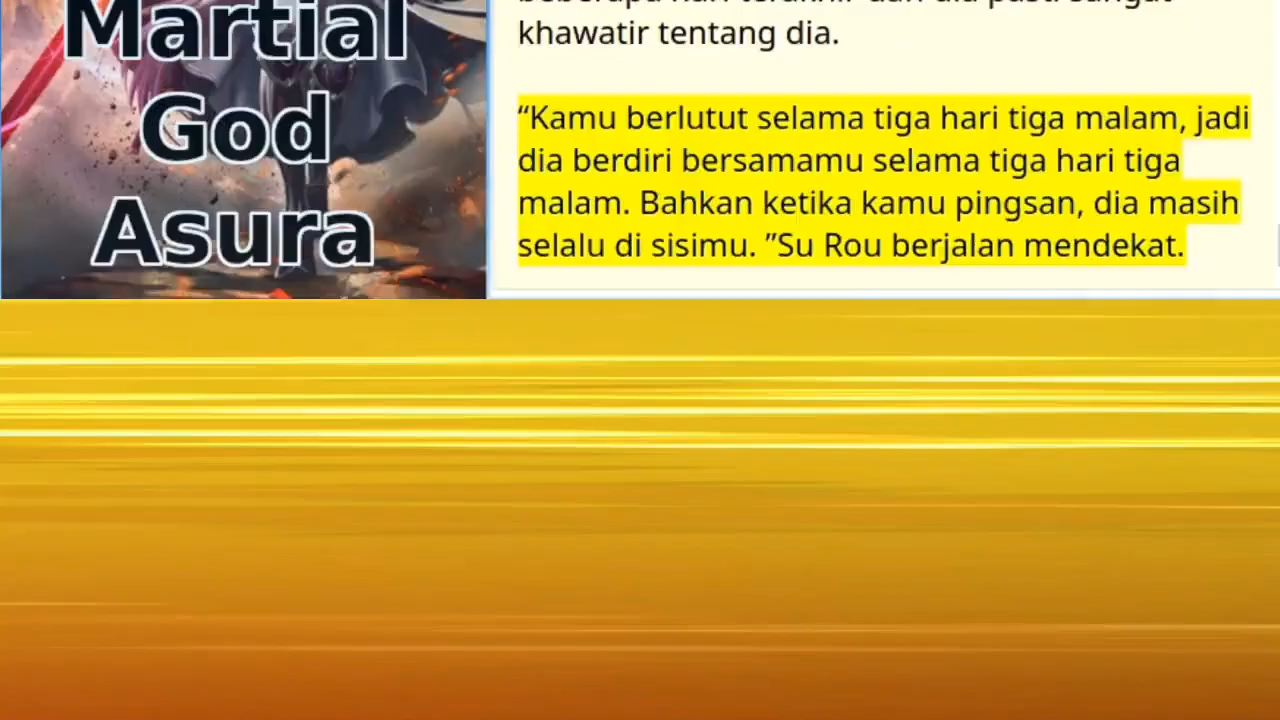 Martial
God
Asura
khawatir tentang dia.
“Kamu berlutut selama tiga hari tiga malam, jadi
dia berdiri bersamamu selama tiga hari tiga
malam. Bahkan ketika kamu pingsan, dia masih
selalu di sisimu. ”Su Rou berjalan mendekat.